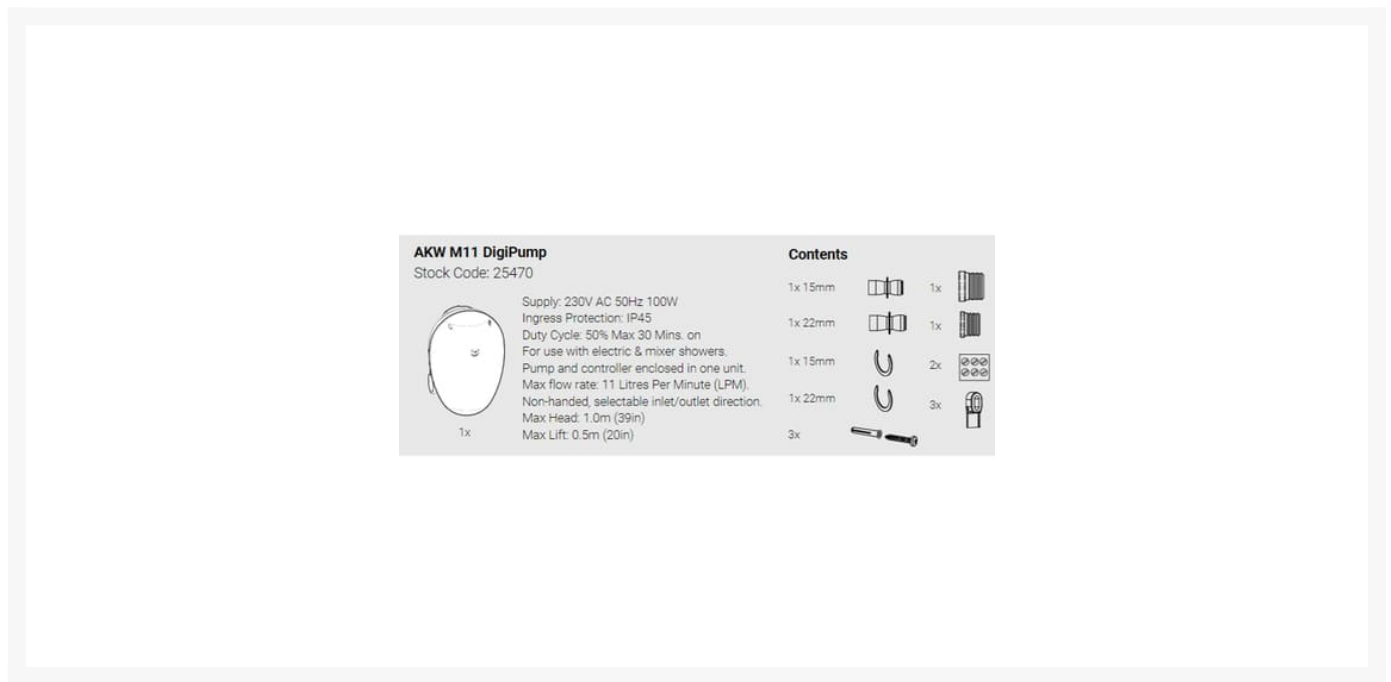 AKW M11 DigiPump
Stock Code: 25470
Supply: 230V AC 50Hz 100W
Ingress Protection: IP45
Duty Cycle: 50% Max 30 Mins. on
For use with electric & mixer showers.
Pump and controller enclosed in one unit.
Max flow rate: 11 Litres Per Minute (LPM).
Non-handed, selectable inlet/outlet direction.
Max Head: 1.0m (39in)
Max Lift: 0.5m (20in)
1x
Contents
1x 15mm
1x
1x 22mm
1x
1x 15mm
2x
1x 22mm
3x
3x